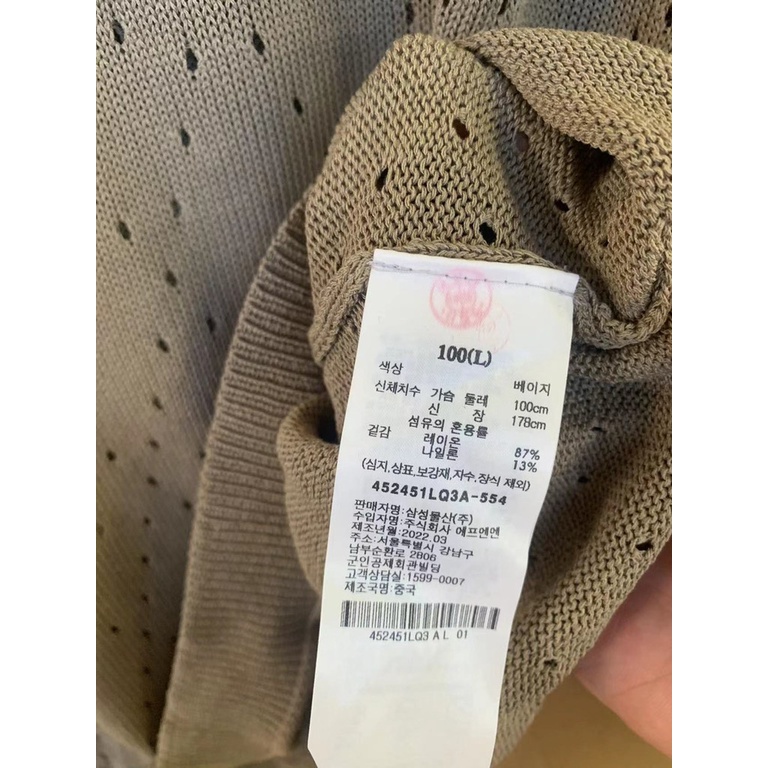 100(L)
색상 베이지
신체치수 가슴 둘레 100cm
신 장 178cm
섬유의 혼용률
겉감 레이온 87%
나일론 13%
(심지,상표,보강재,자수,장식 제외)
452451LQ3A-554
판매자명:삼성물산(주)
수입자명:주식회사 에프엔엔
제조년월:2022.03
주소:서울특별시 강남구
남부순환로 2806
군인공제회관빌딩
고객상담실:1599-0007
제조국명:중국
452451LQ3 A L 01